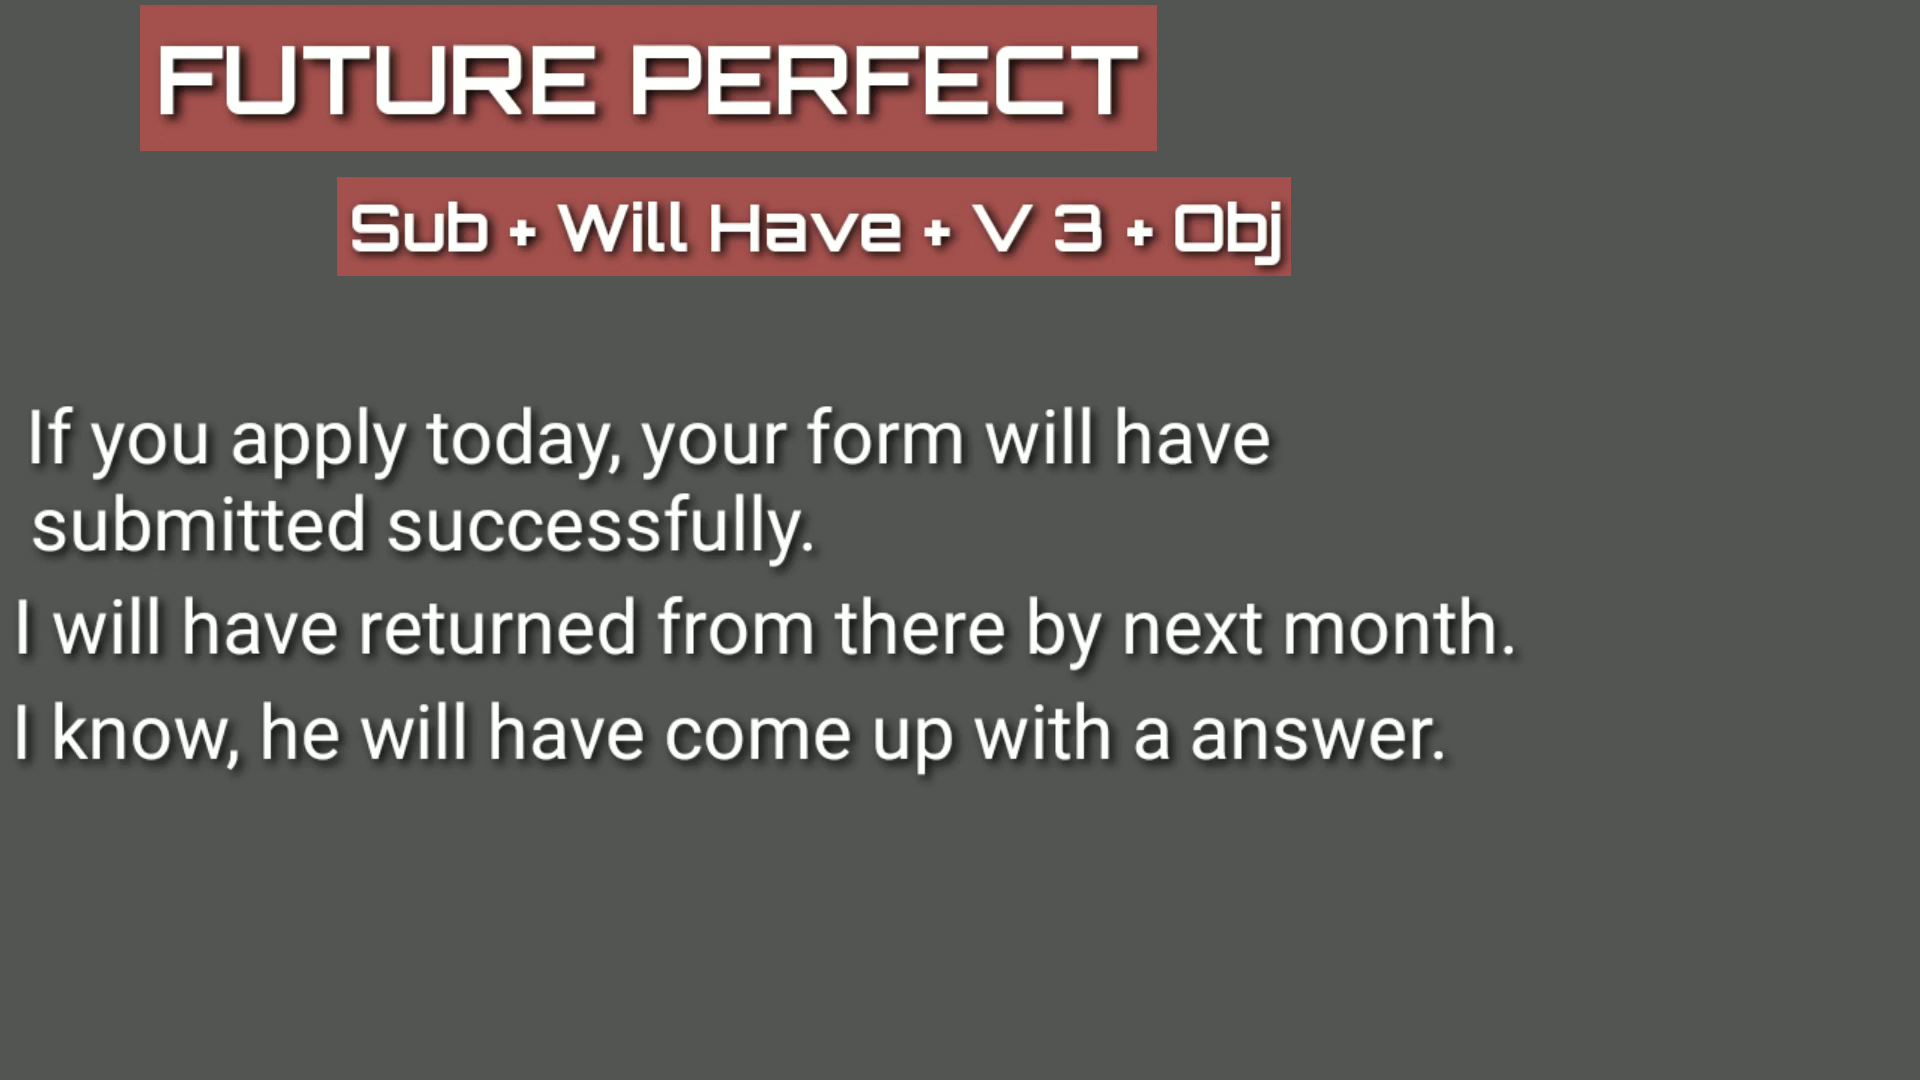 FUTURE PERFECT
Sub + Will Have + V 3 + Obj
If you apply today, your form will have
submitted successfully.
I will have returned from there by next month.
I know, he will have come up with a answer.